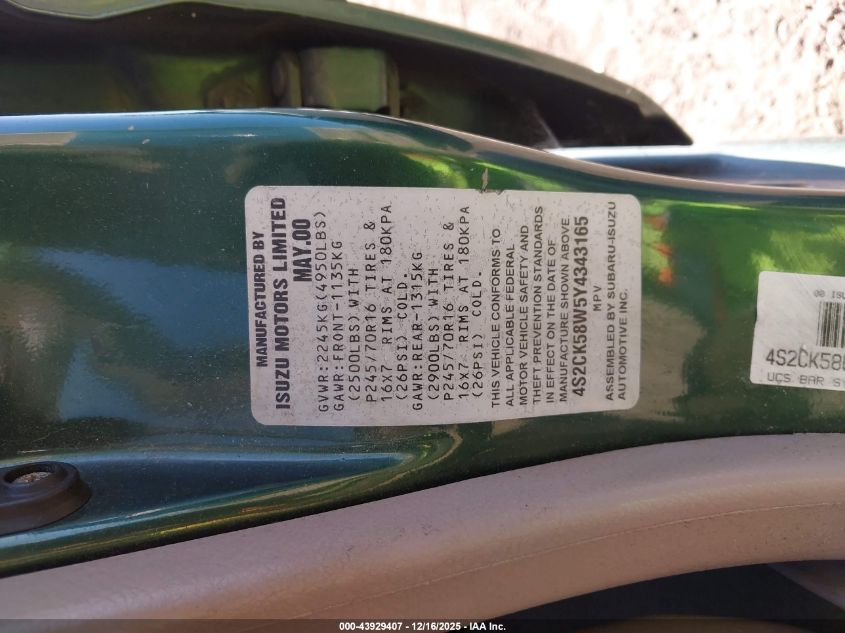 MANUFACTURED BY
ISUZU MOTORS LIMITED
MAY.00
GVWR:2245KG(4950LBS)
GAWR:FRONT-1135KG
(2500LBS)WITH
P245/70R16 TIRES &
16X7 RIMS AT 180KPA
(26PSI) COLD.
GAWR:REAR-1315KG
(2900LBS)WITH
P245/70R16 TIRES &
16X7 RIMS AT 180KPA
(26PSI) COLD.
THIS VEHICLE CONFORMS TO
ALL APPLICABLE FEDERAL
MOTOR VEHICLE SAFETY AND
THEFT PREVENTION STANDARDS
IN EFFECT ON THE DATE OF
MANUFACTURE SHOWN ABOVE.
4S2CK58W5Y4343165
MPV
ASSEMBLED BY SUBARU-ISUZU
AUTOMOTIVE INC.
00 ISU
4S2CK58
UCS BAR
000-43929407 - 12/16/2025 - IAA Inc.